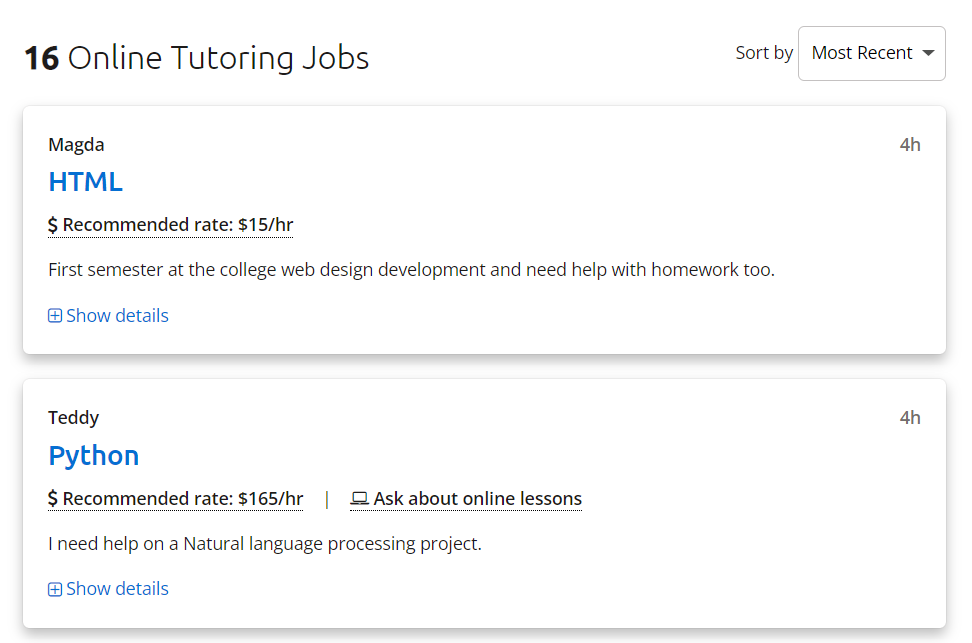 16 Online Tutoring Jobs
Sort by Most Recent
Magda 4h
HTML
$ Recommended rate: $15/hr
First semester at the college web design development and need help with homework too.
Show details
Teddy 4h
Python
$ Recommended rate: $165/hr | Ask about online lessons
I need help on a Natural language processing project.
Show details